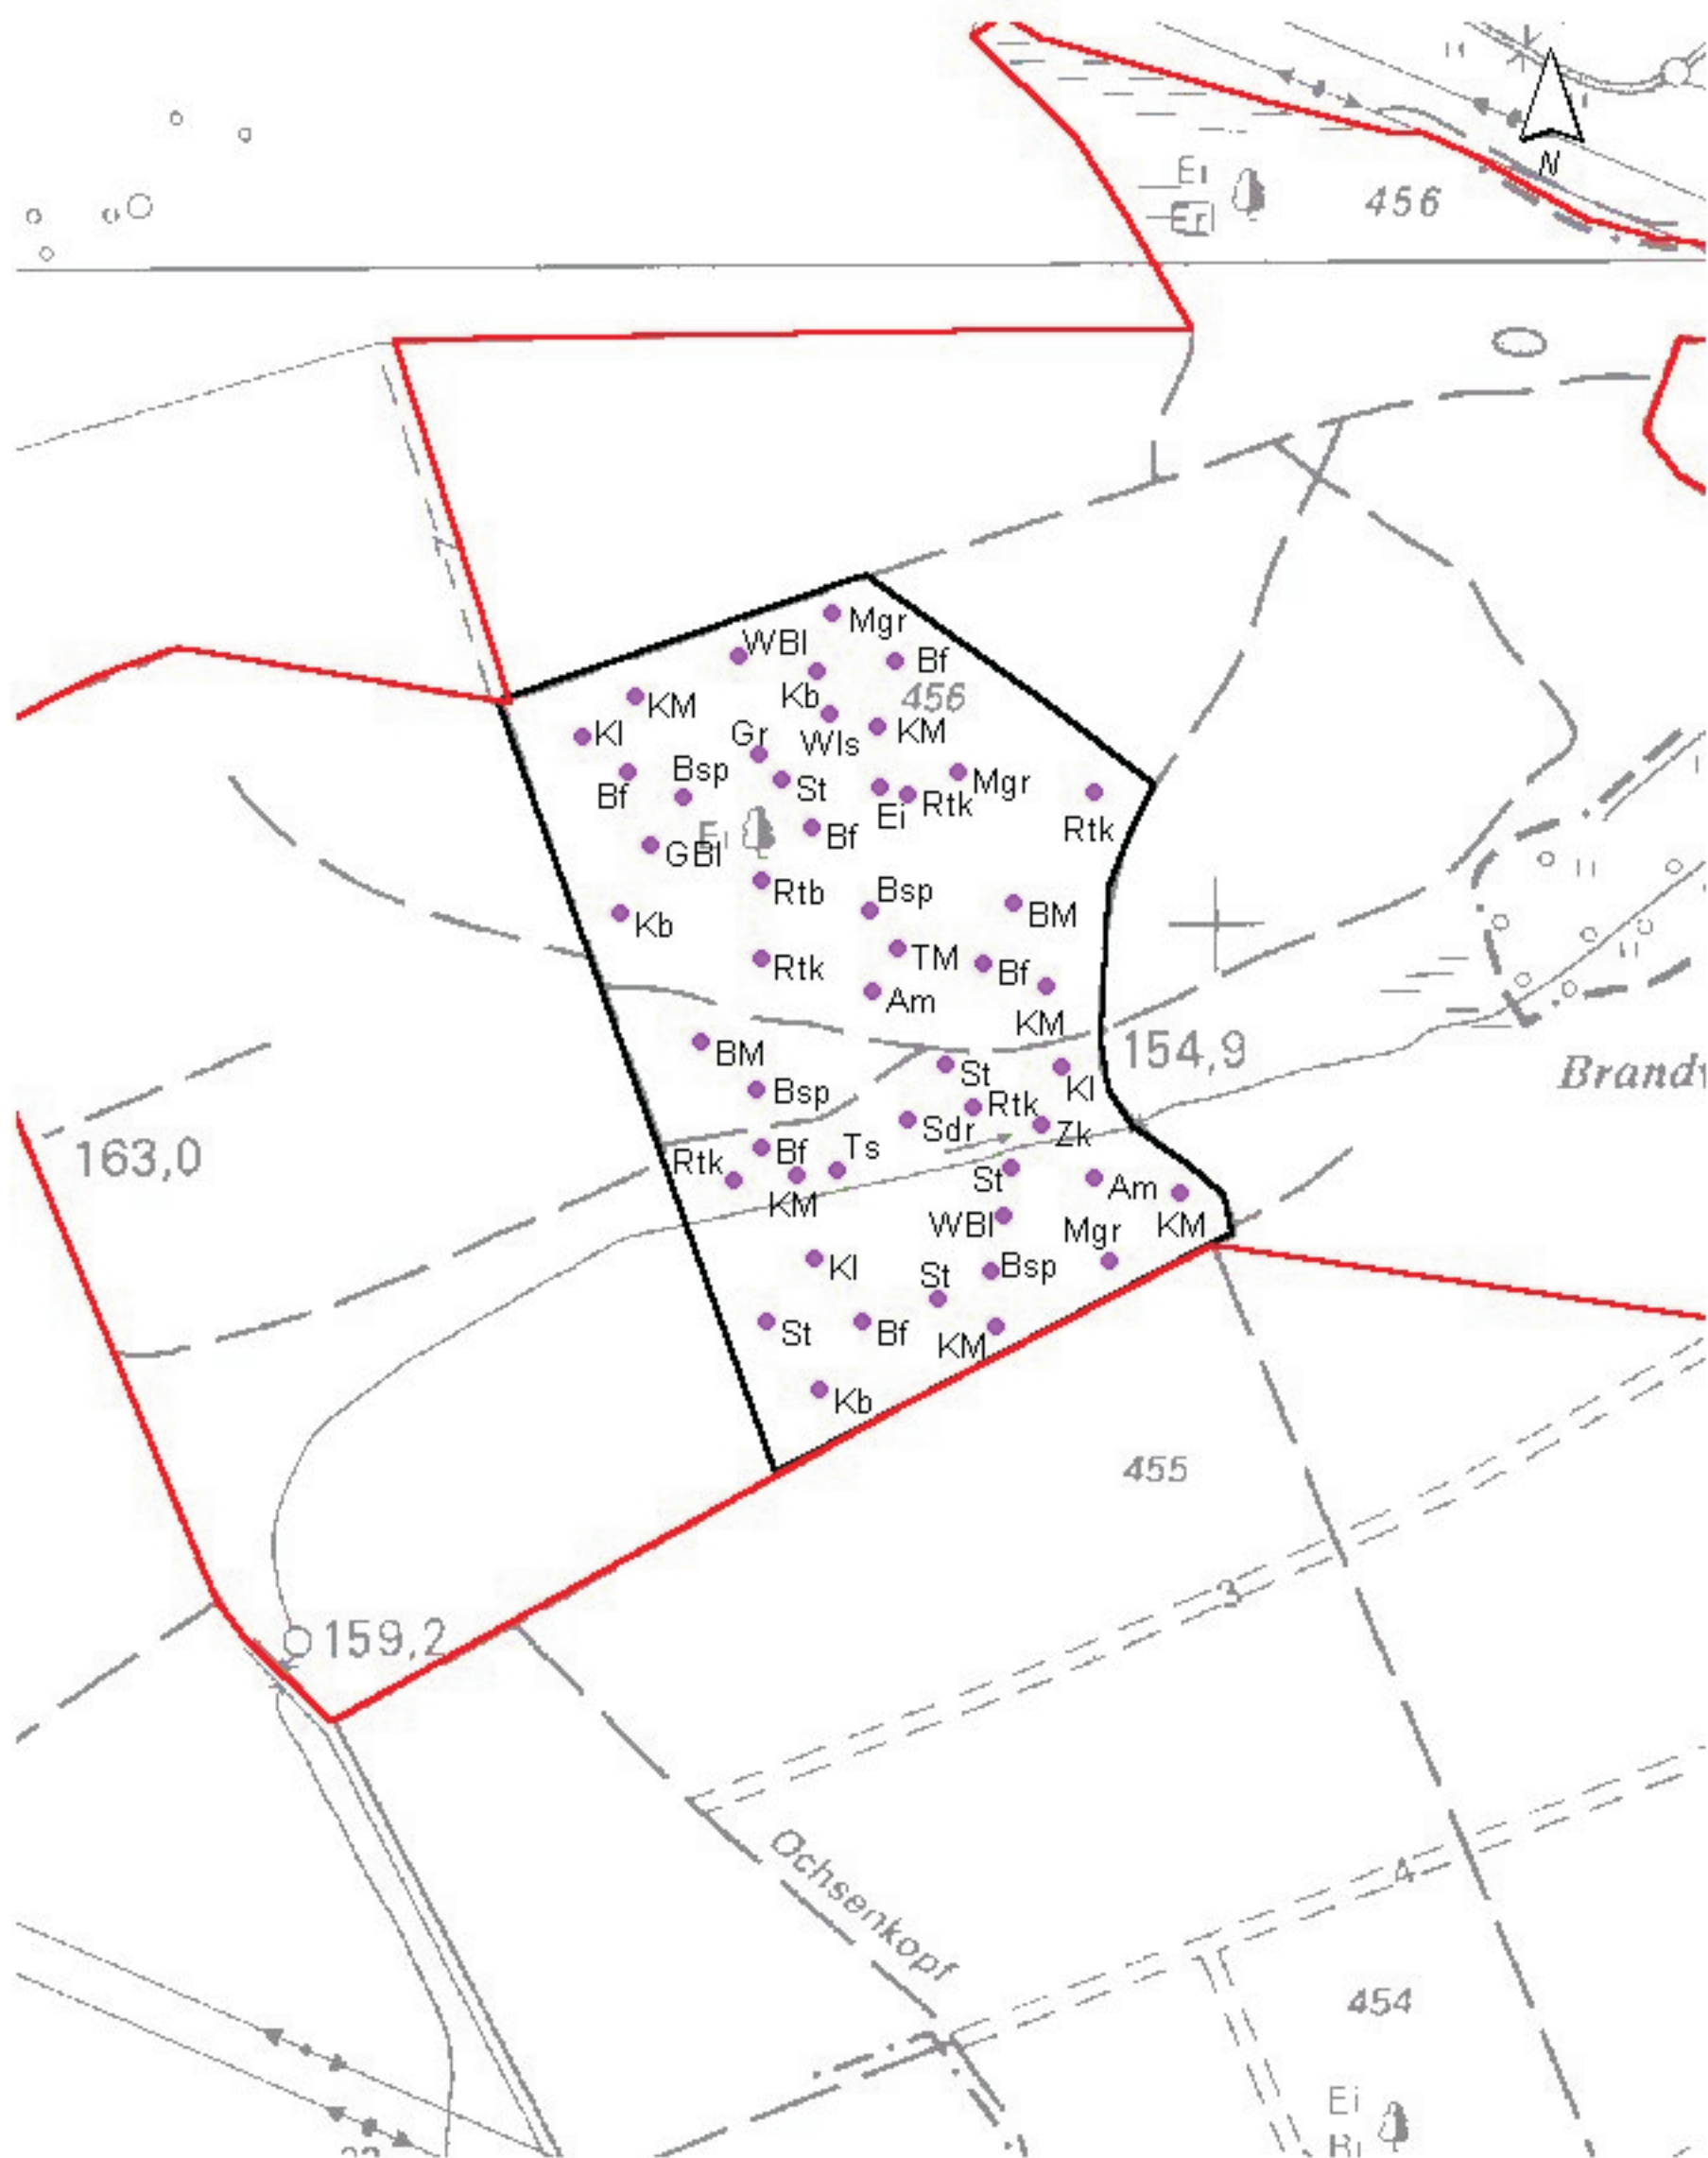 N
Ei
Er
456
Mgr
WBl
Bf
Kb
456
KM
Kl
Gr
Wls
KM
Bsp
Bf
St
Mgr
Ei
Rtk
Rtk
Ei
Bf
GBl
Rtb
Bsp
BM
Kb
TM
Rtk
Bf
Am
KM
154,9
BM
St
Kl
Brandv
Bsp
Rtk
Sdr
Zk
163,0
Bf
Ts
Rtk
St
Am
KM
WBl
Mgr
KM
Kl
St
Bsp
St
Bf
KM
Kb
455
3
159,2
Ochsenkopf
4
454
Ei